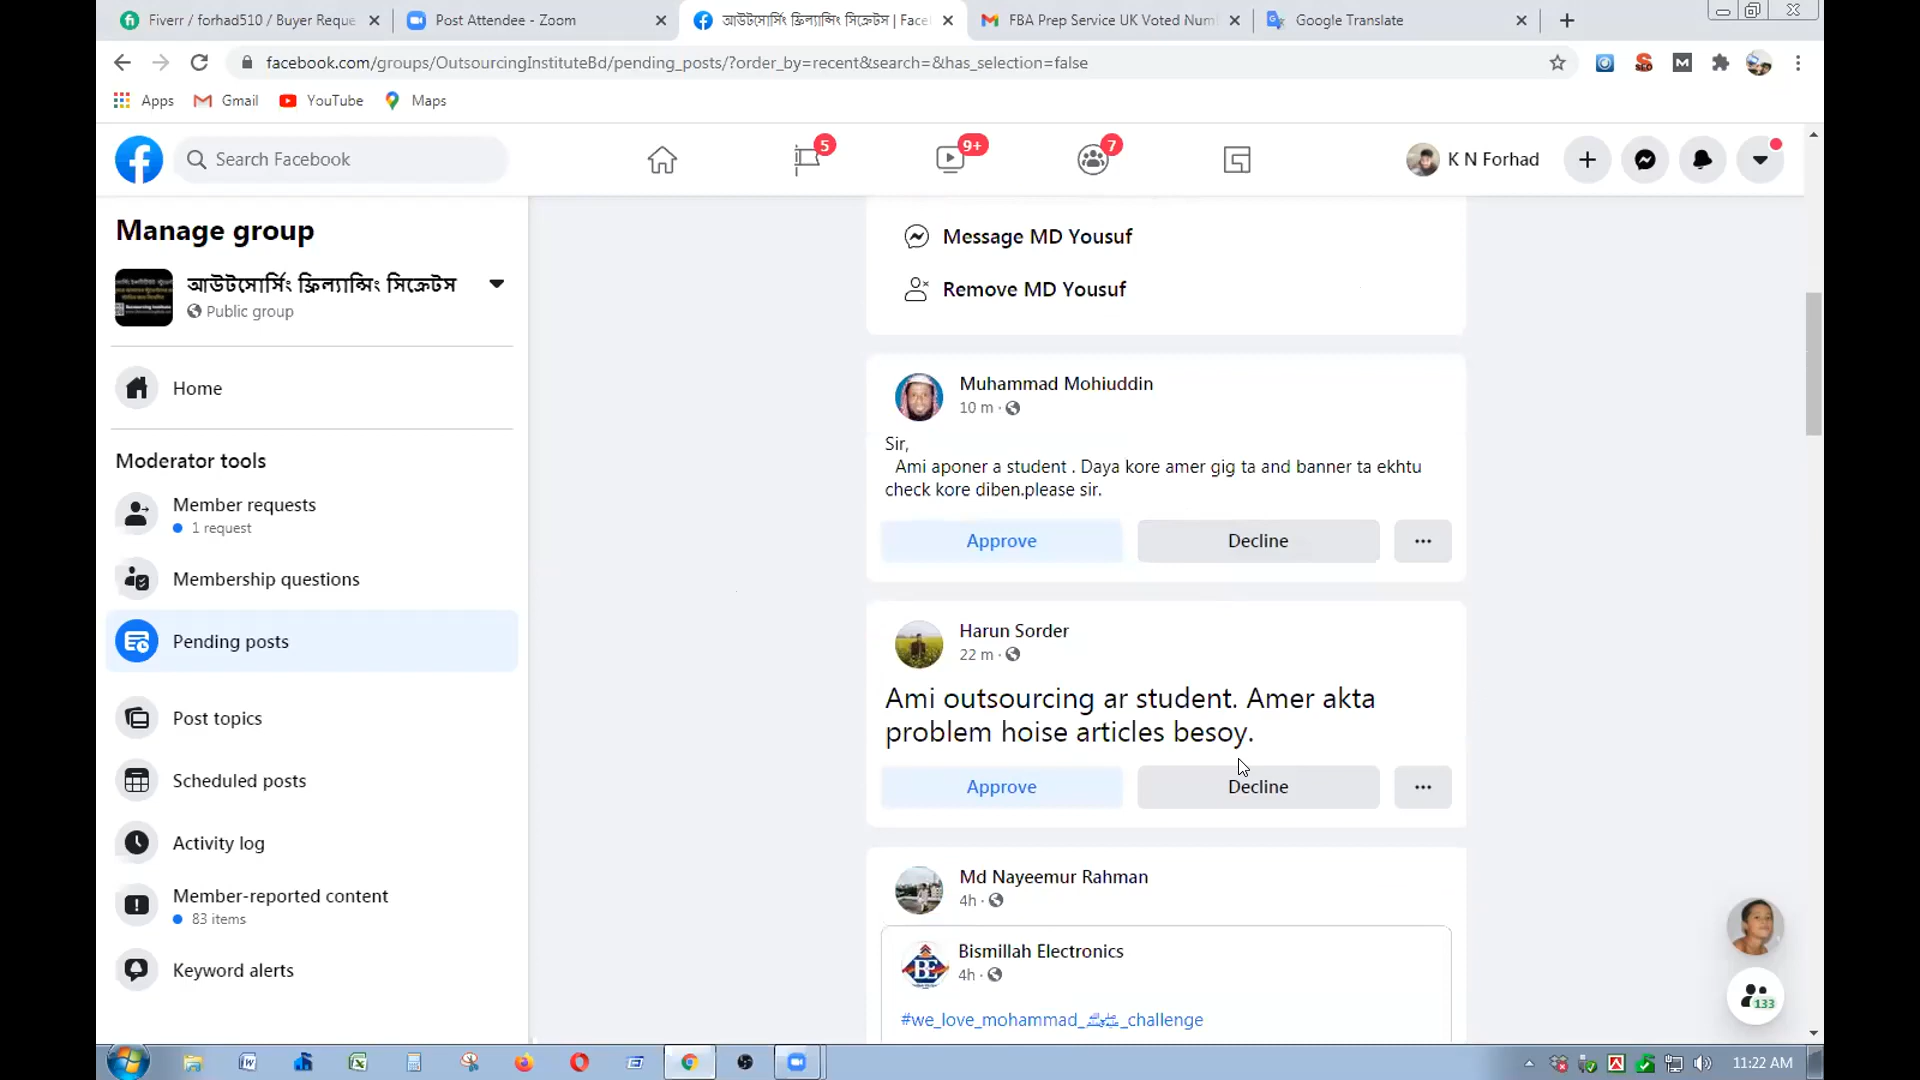 Fiverr / forhad510 / Buyer Reque
Post Attendee - Zoom
আউটসোর্সিং ফ্রিল্যান্সিং সিক্রেটস | Face
FBA Prep Service UK Voted Num
Google Translate
facebook.com/groups/OutsourcingInstituteBd/pending_posts/?order_by=recent&search=&has_selection=false
Apps
Gmail
YouTube
Maps
Search Facebook
5
9+
7
K N Forhad
Manage group
আউটসোর্সিং ফ্রিল্যান্সিং সিক্রেটস
Public group
Home
Moderator tools
Member requests
1 request
Membership questions
Pending posts
Post topics
Scheduled posts
Activity log
Member-reported content
83 items
Keyword alerts
Message MD Yousuf
Remove MD Yousuf
Muhammad Mohiuddin
10 m ·
Sir,
Ami aponer a student . Daya kore amer gig ta and banner ta ekhtu
check kore diben.please sir.
Approve
Decline
Harun Sorder
22 m ·
Ami outsourcing ar student. Amer akta
problem hoise articles besoy.
Approve
Decline
Md Nayeemur Rahman
4h ·
Bismillah Electronics
4h ·
#we_love_mohammad_ﷺ_challenge
133
11:22 AM